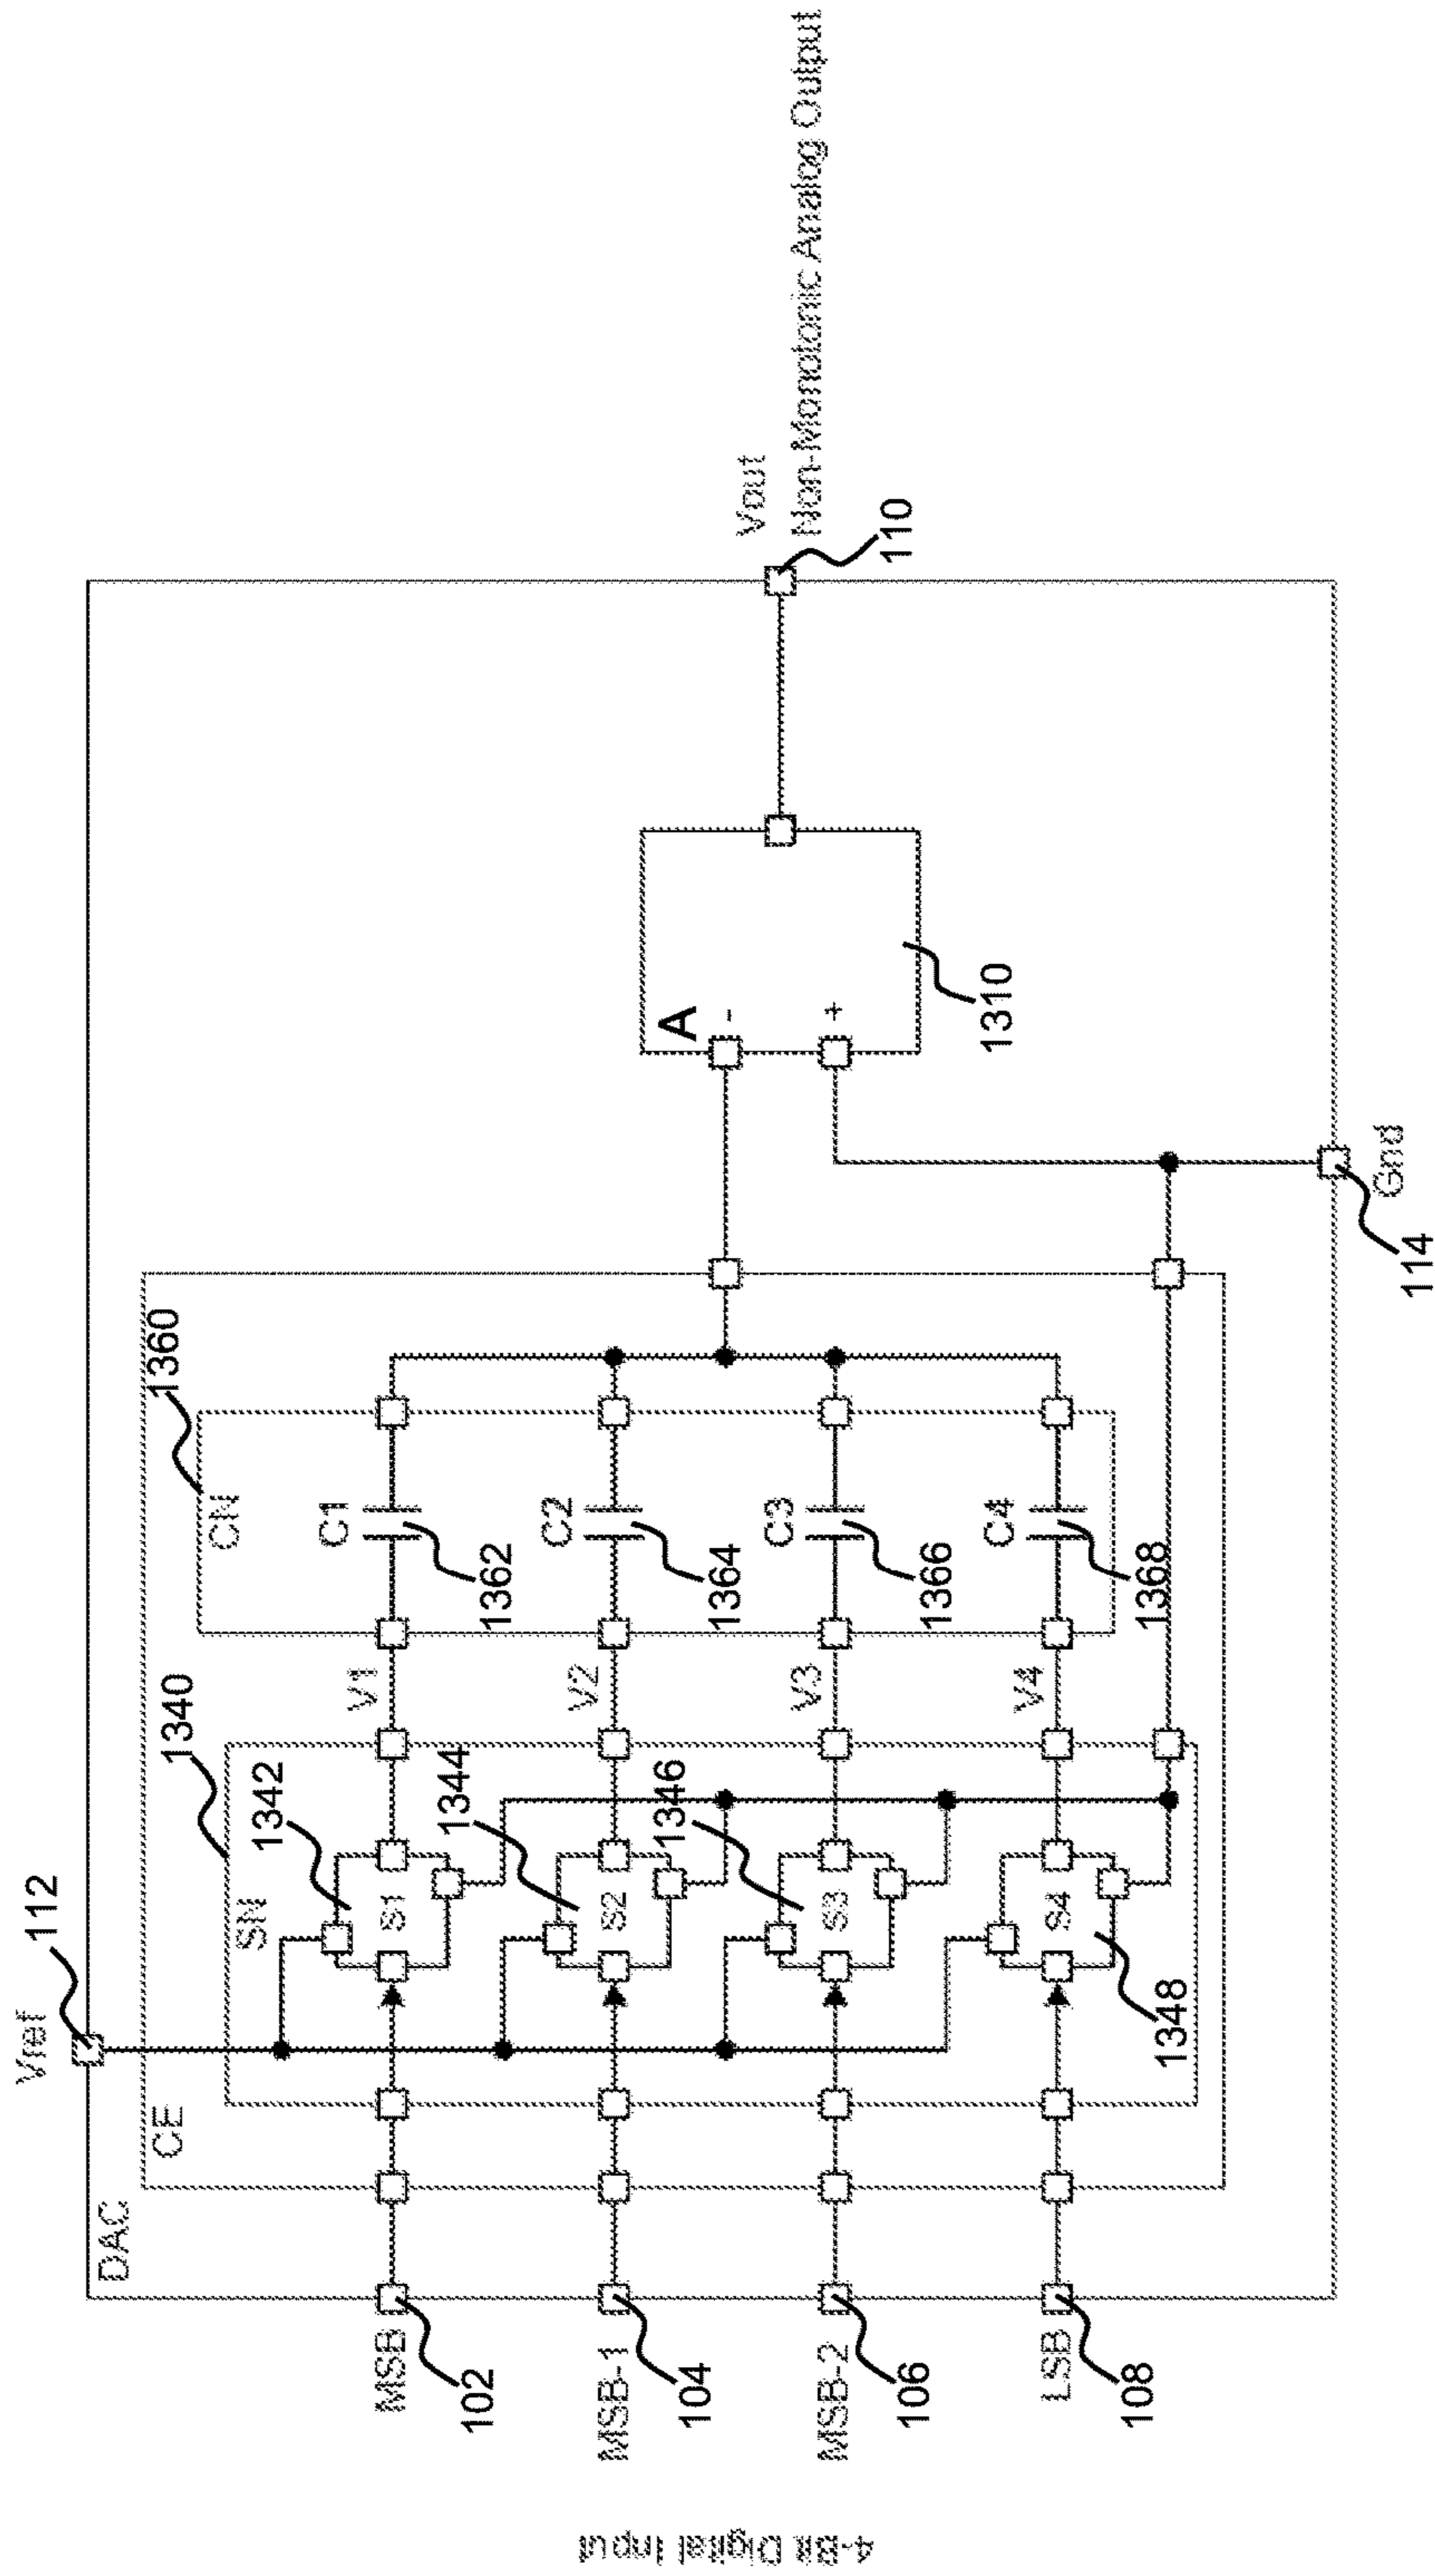 Vref
112
DAC
CE
SN
1340
1360
CN
MSB
102
S1
1342
V1
C1
1362
MSB-1
104
S2
1344
V2
C2
1364
MSB-2
106
S3
1346
V3
C3
1366
LSB
108
S4
1348
V4
C4
1368
A
-
+
1310
Vout
Non-Monotonic Analog Output
110
Gnd
114
4-Bit Digital Input